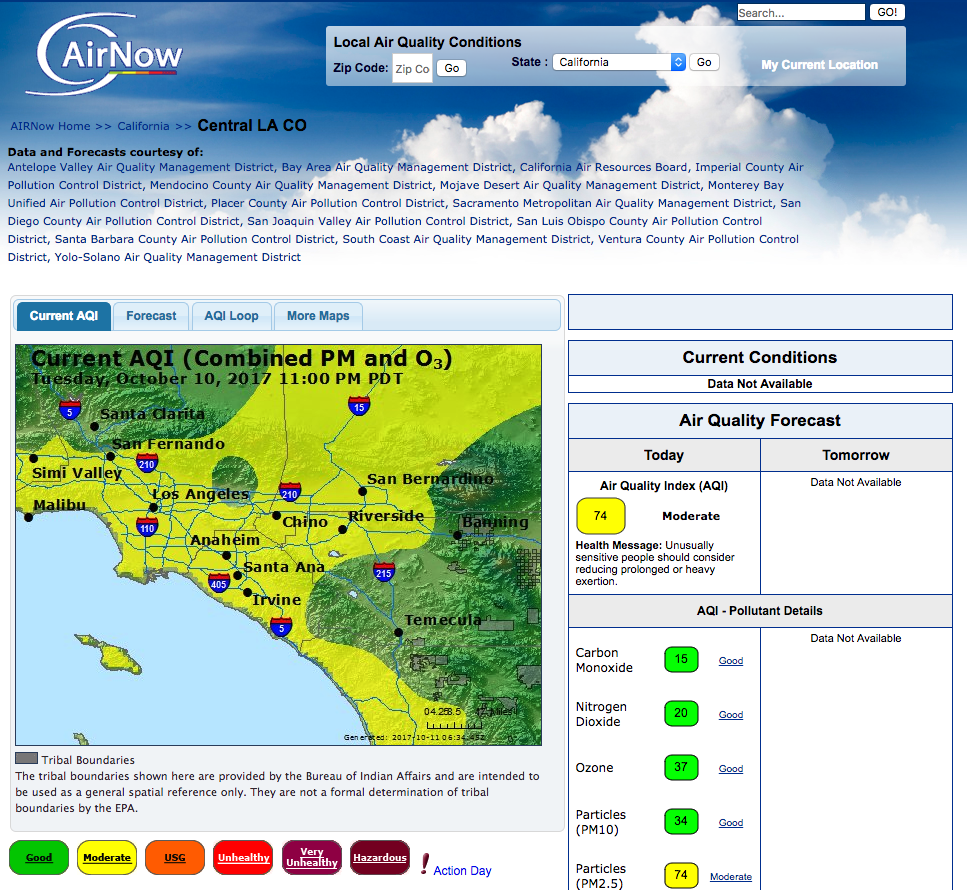 Search...
GO!
AirNow
Local Air Quality Conditions
Zip Code:
Zip Co
Go
State :
California
Go
My Current Location
AIRNow Home >> California >> Central LA CO
Data and Forecasts courtesy of:
Antelope Valley Air Quality Management District, Bay Area Air Quality Management District, California Air Resources Board, Imperial County Air
Pollution Control District, Mendocino County Air Quality Management District, Mojave Desert Air Quality Management District, Monterey Bay
Unified Air Pollution Control District, Placer County Air Pollution Control District, Sacramento Metropolitan Air Quality Management District, San
Diego County Air Pollution Control District, San Joaquin Valley Air Pollution Control District, San Luis Obispo County Air Pollution Control
District, Santa Barbara County Air Pollution Control District, South Coast Air Quality Management District, Ventura County Air Pollution Control
District, Yolo-Solano Air Quality Management District
Current AQI
Forecast
AQI Loop
More Maps
Current AQI (Combined PM and O₃)
Tuesday, October 10, 2017 11:00 PM PDT
5
15
Santa Clarita
San Fernando
210
Simi Valley
San Bernardino
Los Angeles
210
Malibu
Chino
Riverside
Banning
110
Anaheim
Santa Ana
215
405
Irvine
5
Temecula
Generated: 2017-10-11 06:34:45Z
Tribal Boundaries
The tribal boundaries shown here are provided by the Bureau of Indian Affairs and are intended to
be used as a general spatial reference only. They are not a formal determination of tribal
boundaries by the EPA.
Good
Moderate
USG
Unhealthy
Very
Unhealthy
Hazardous
! Action Day
Current Conditions
Data Not Available
Air Quality Forecast
Today
Tomorrow
Air Quality Index (AQI)
Data Not Available
74
Moderate
Health Message: Unusually
sensitive people should consider
reducing prolonged or heavy
exertion.
AQI - Pollutant Details
Data Not Available
Carbon
Monoxide
15
Good
Nitrogen
Dioxide
20
Good
Ozone
37
Good
Particles
(PM10)
34
Good
Particles
(PM2.5)
74
Moderate